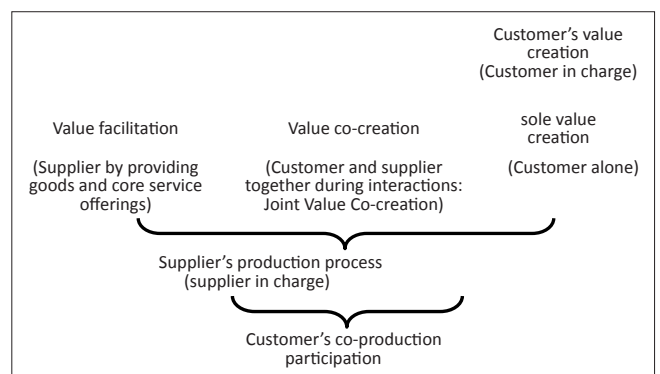 Customer’s value
creation
(Customer in charge)
Value facilitation
Value co-creation
sole value
creation
(Supplier by providing
goods and core service
offerings)
(Customer and supplier
together during interactions:
Joint Value Co-creation)
(Customer alone)
Supplier’s production process
(supplier in charge)
Customer’s co-production
participation